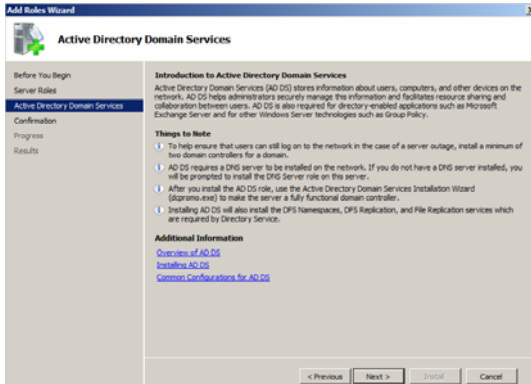 Add Roles Wizard
Active Directory Domain Services
Before You Begin
Server Roles
Active Directory Domain Services
Confirmation
Progress
Results
Introduction to Active Directory Domain Services
Active Directory Domain Services (AD DS) stores information about users, computers, and other devices on the
network. AD DS helps administrators securely manage this information and facilitates resource sharing and
collaboration between users. AD DS is also required for directory-enabled applications such as Microsoft
Exchange Server and for other Windows Server technologies such as Group Policy.
Things to Note
To help ensure that users can still log on to the network in the case of a server outage, install a minimum of
two domain controllers for a domain.
AD DS requires a DNS server to be installed on the network. If you do not have a DNS server installed, you
will be prompted to install the DNS Server role on this server.
After you install the AD DS role, use the Active Directory Domain Services Installation Wizard
(dcpromo.exe) to make the server a fully functional domain controller.
Installing AD DS will also install the DFS Namespaces, DFS Replication, and File Replication services which
are required by Directory Service.
Additional Information
Overview of AD DS
Installing AD DS
Common Configurations for AD DS
< Previous
Next >
Install
Cancel